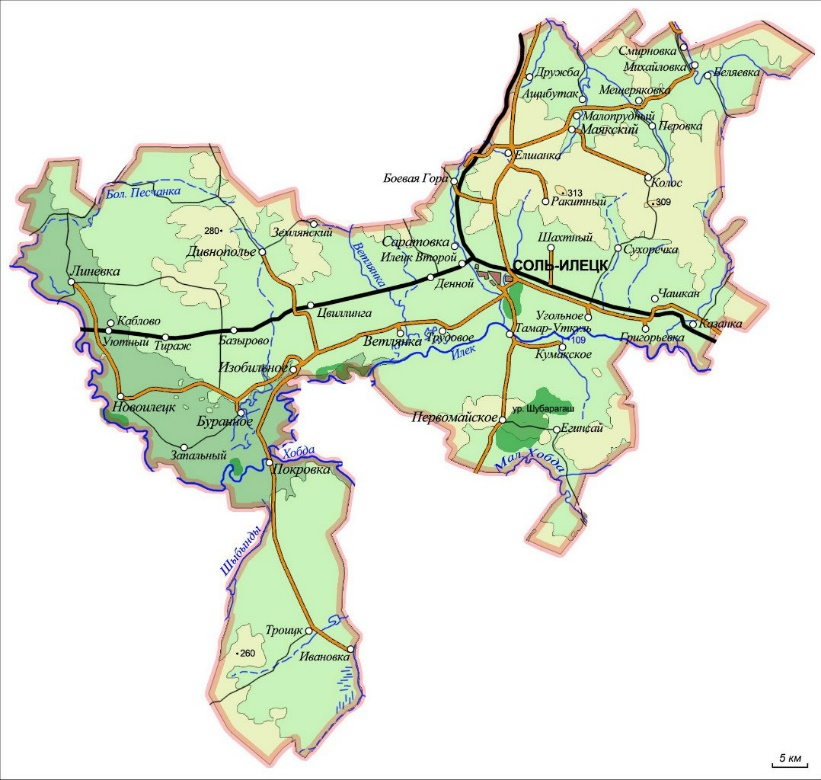 Смирновка
Михайловка
Беляевка
Дружба
Ащибутак
Мещеряковка
Малопрудный
Маякский
Перовка
Елшанка
Боевая Гора
Колос
313
Ракитный
309
Бол. Песчанка
280
Землянский
Дивнополье
Ветлянка
Саратовка
Илецк Второй
Шахтный
Сухоречка
СОЛЬ-ИЛЕЦК
Линевка
Денной
Чашкан
Цвиллинга
Угольное
Каблово
Уютный
Тираж
Базырово
Ветлянка
Трудовое
Тамар-Уткуль
Григорьевка
Казанка
109
Илек
Кумакское
Изобильное
Новоилецк
Буранное
Первомайское
ур. Шубарагаш
Егинсай
Запальный
Хобда
Мал. Хобда
Покровка
Шыбынды
Троицк
260
Ивановка
5 км